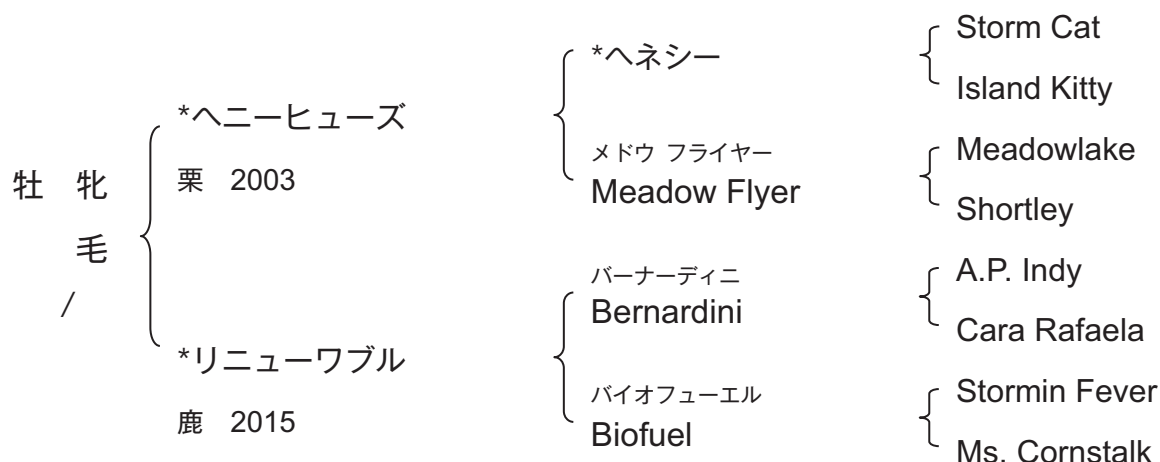 牡 牝
毛
/
*ヘニーヒューズ
栗 2003
*リニューワブル
鹿 2015
*ヘネシー
メドウ フライヤー
Meadow Flyer
バーナーディニ
Bernardini
バイオフューエル
Biofuel
Storm Cat
Island Kitty
Meadowlake
Shortley
A.P. Indy
Cara Rafaela
Stormin Fever
Ms. Cornstalk